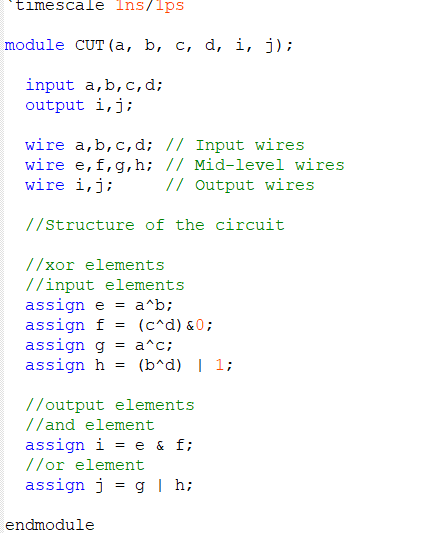 `timescale 1ns/1ps
module CUT(a, b, c, d, i, j);
input a,b,c,d;
output i,j;
wire a,b,c,d; // Input wires
wire e,f,g,h; // Mid-level wires
wire i,j;     // Output wires
//Structure of the circuit
//xor elements
//input elements
assign e = a^b;
assign f = (c^d)&0;
assign g = a^c;
assign h = (b^d) | 1;
//output elements
//and element
assign i = e & f;
//or element
assign j = g | h;
endmodule